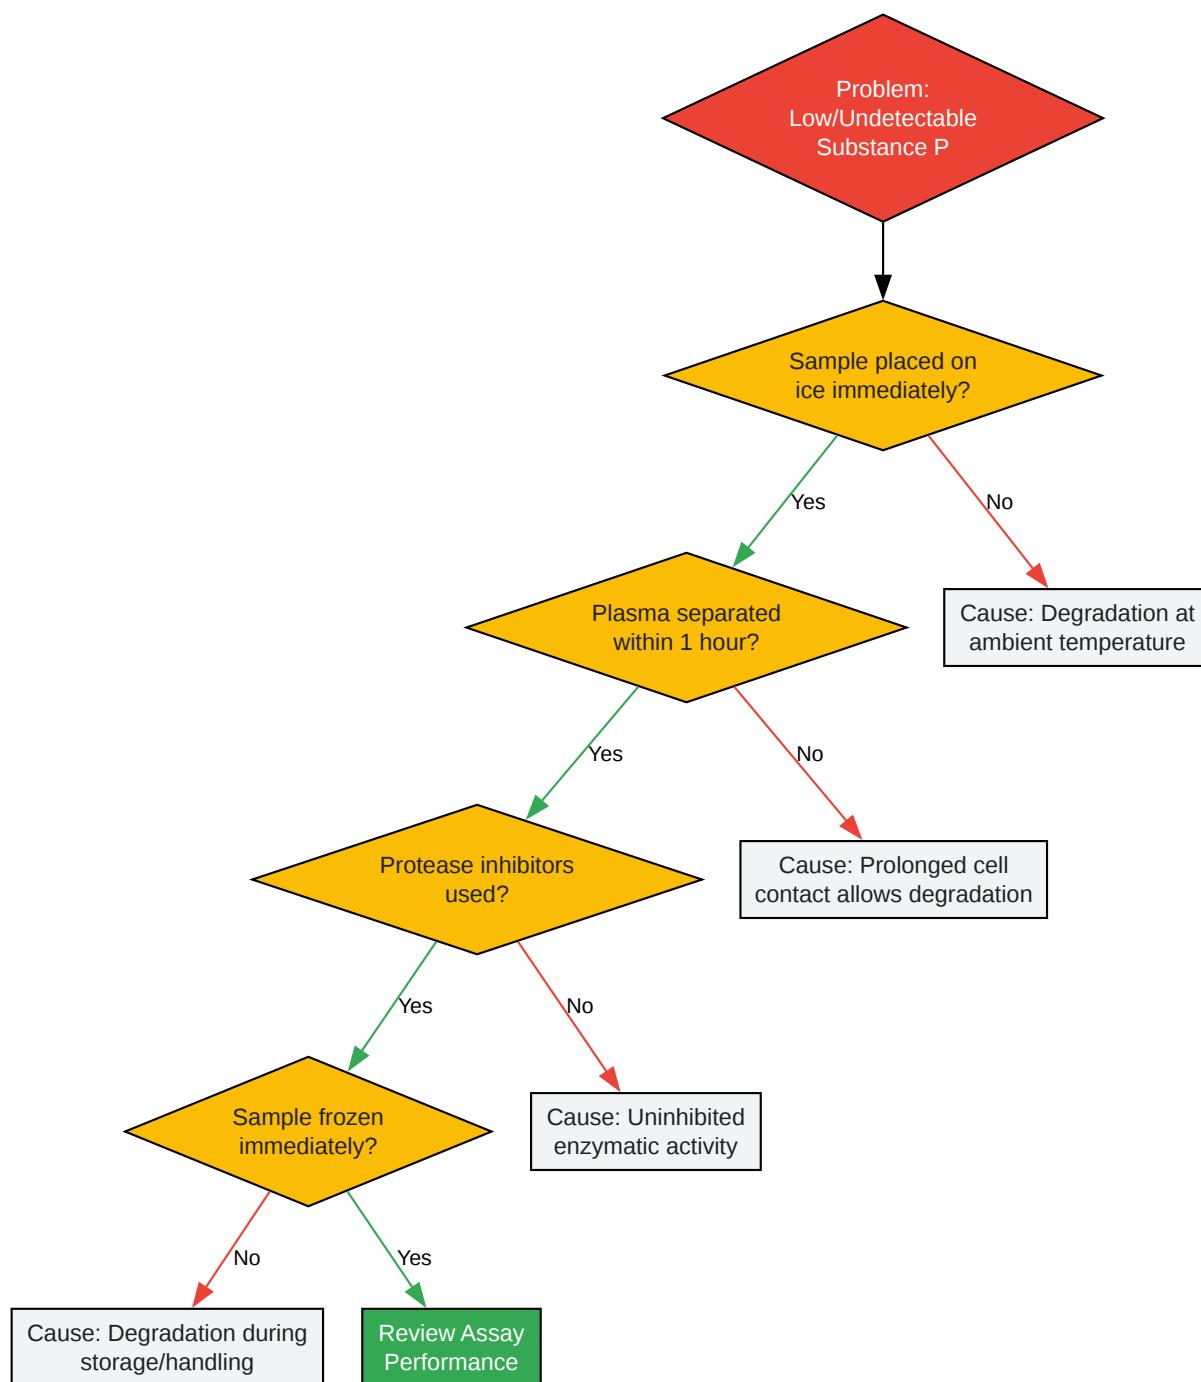 Problem:
Low/Undetectable
Substance P
Sample placed on
ice immediately?
Yes
No
Plasma separated
within 1 hour?
Cause: Degradation at
ambient temperature
Yes
No
Protease inhibitors
used?
Cause: Prolonged cell
contact allows degradation
Yes
No
Sample frozen
immediately?
Cause: Uninhibited
enzymatic activity
No
Yes
Cause: Degradation during
storage/handling
Review Assay
Performance